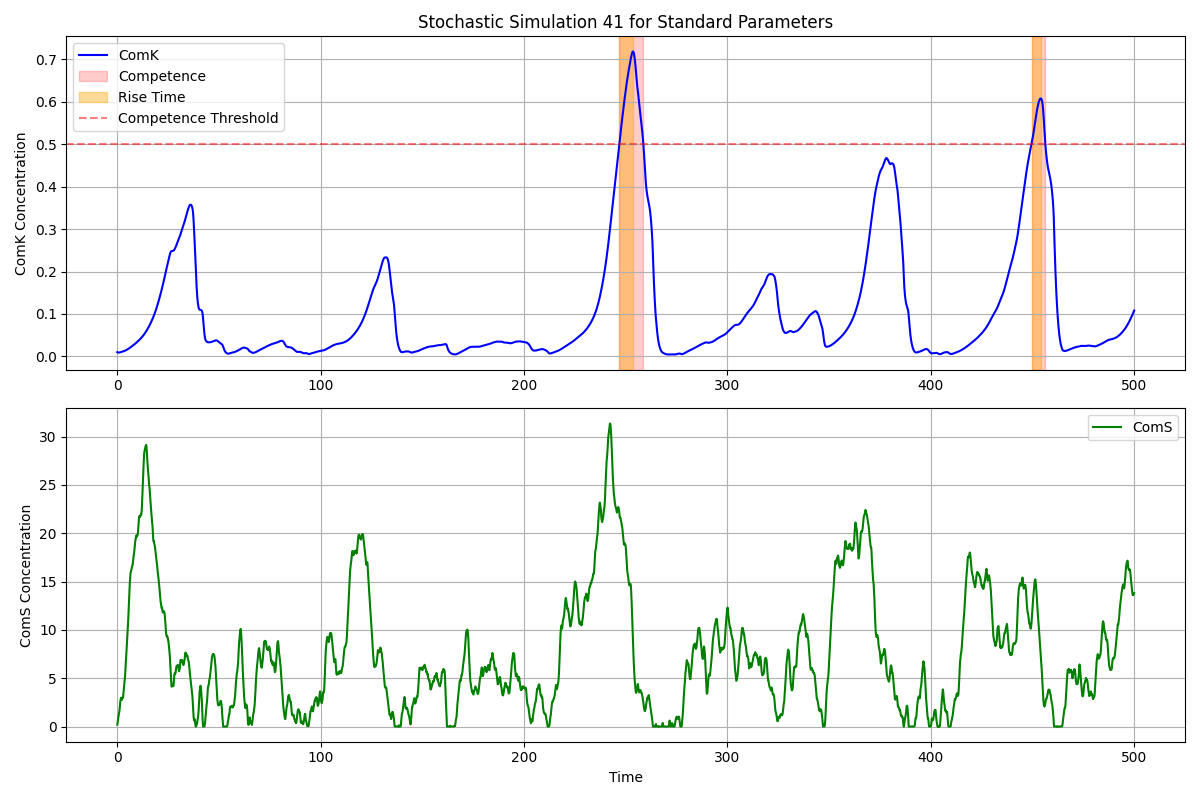 Stochastic Simulation 41 for Standard Parameters
ComK Concentration
0.7
0.6
0.5
0.4
0.3
0.2
0.1
0.0
ComK
Competence
Rise Time
Competence Threshold
0 100 200 300 400 500
ComS Concentration
30
25
20
15
10
5
0
ComS
0 100 200 300 400 500
Time